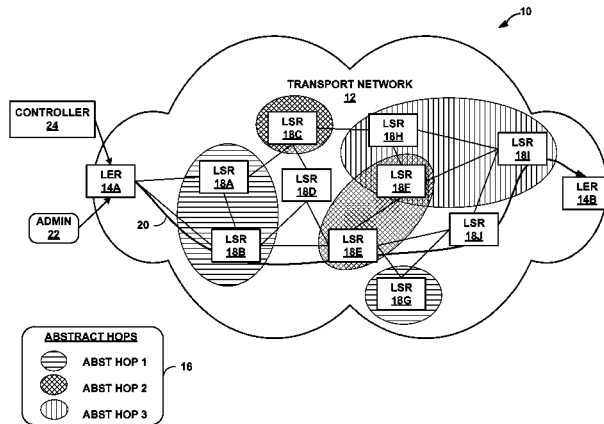 10
TRANSPORT NETWORK
12
CONTROLLER
24
LSR
18C
LSR
18H
LSR
18I
LER
14A
LSR
18A
LSR
18D
LSR
18F
LER
14B
ADMIN
22
20
LSR
18B
LSR
18E
LSR
18J
LSR
18G
ABSTRACT HOPS
ABST HOP 1
ABST HOP 2
ABST HOP 3
16